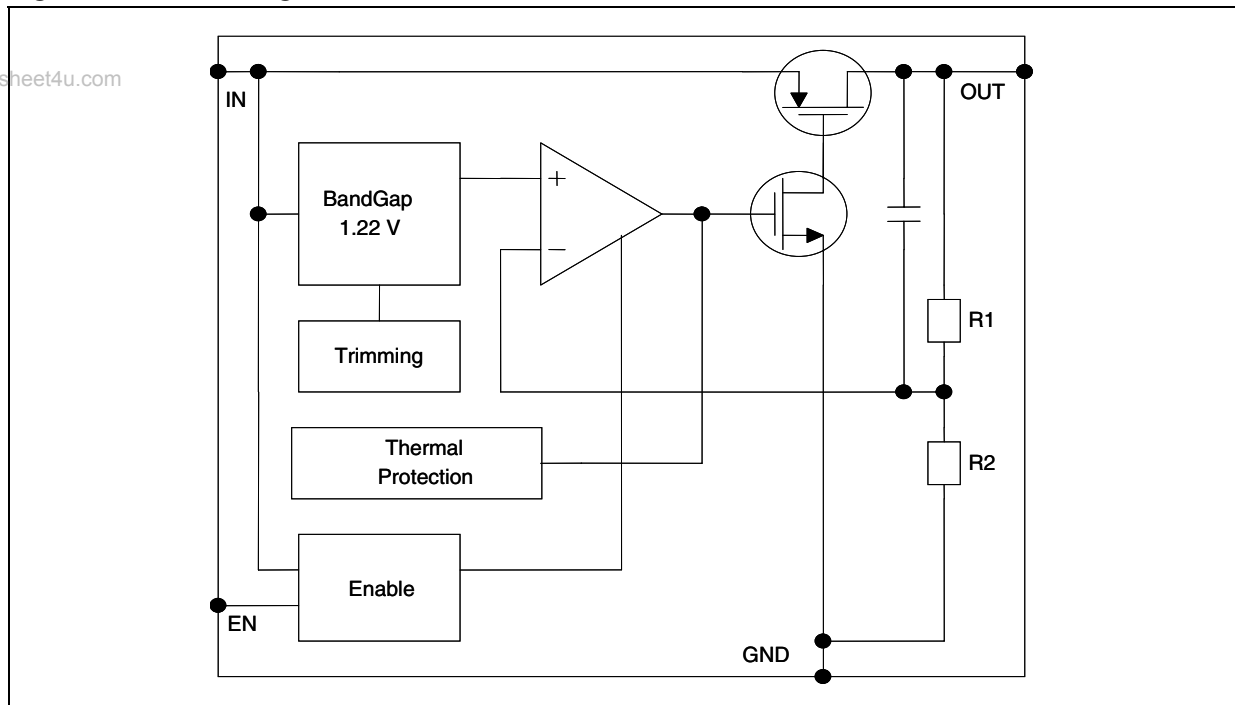 sheet4u.com
IN
OUT
BandGap
1.22 V
+
−
R1
Trimming
Thermal
Protection
R2
Enable
EN
GND